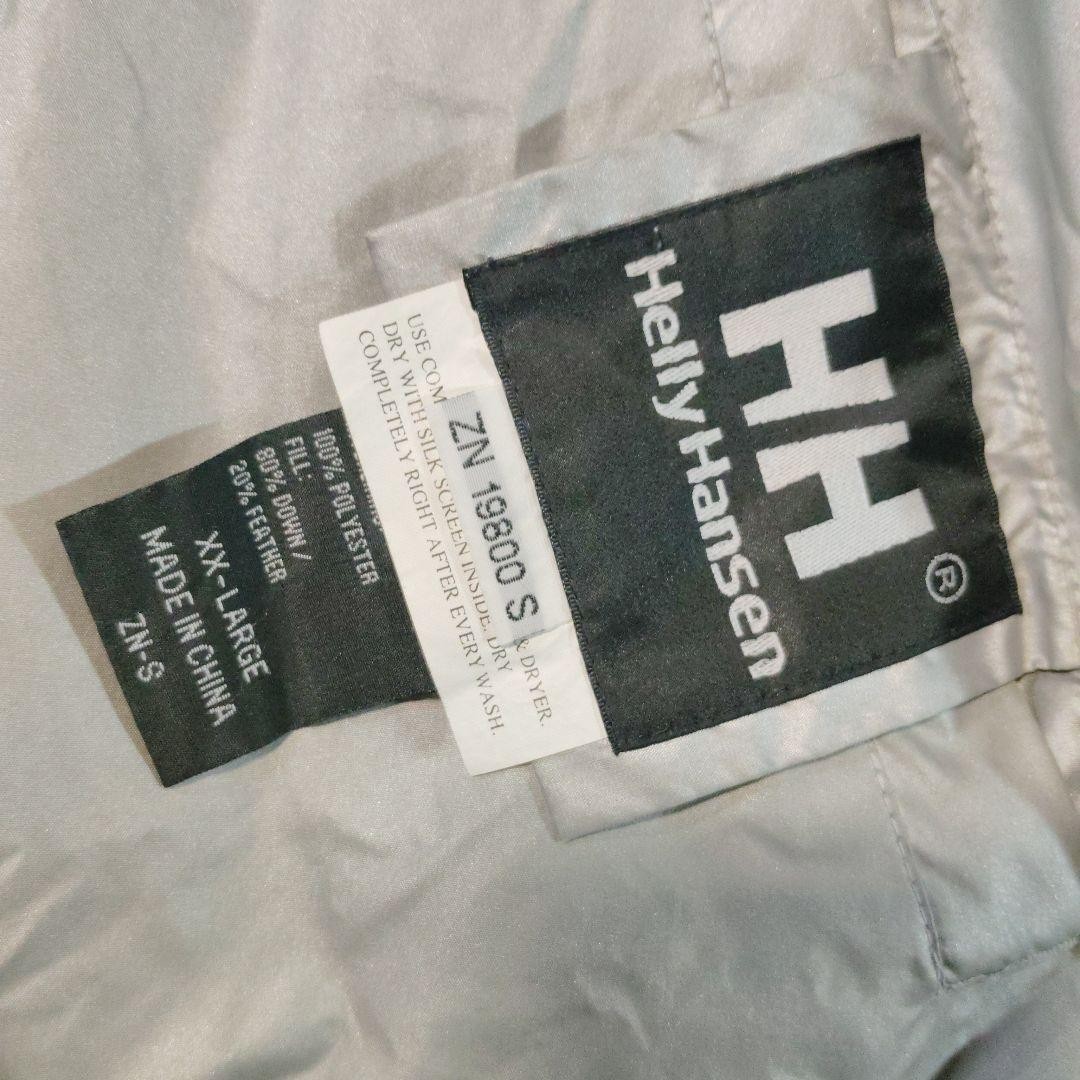 HH®
Helly Hansen
ZN 19800 S
USE COM
& DRYER.
DRY WITH SILK SCREEN INSIDE. DRY
COMPLETELY RIGHT AFTER EVERY WASH.
100% POLYESTER
FILL:
80% DOWN/
20% FEATHER
XX-LARGE
MADE IN CHINA
ZN-S